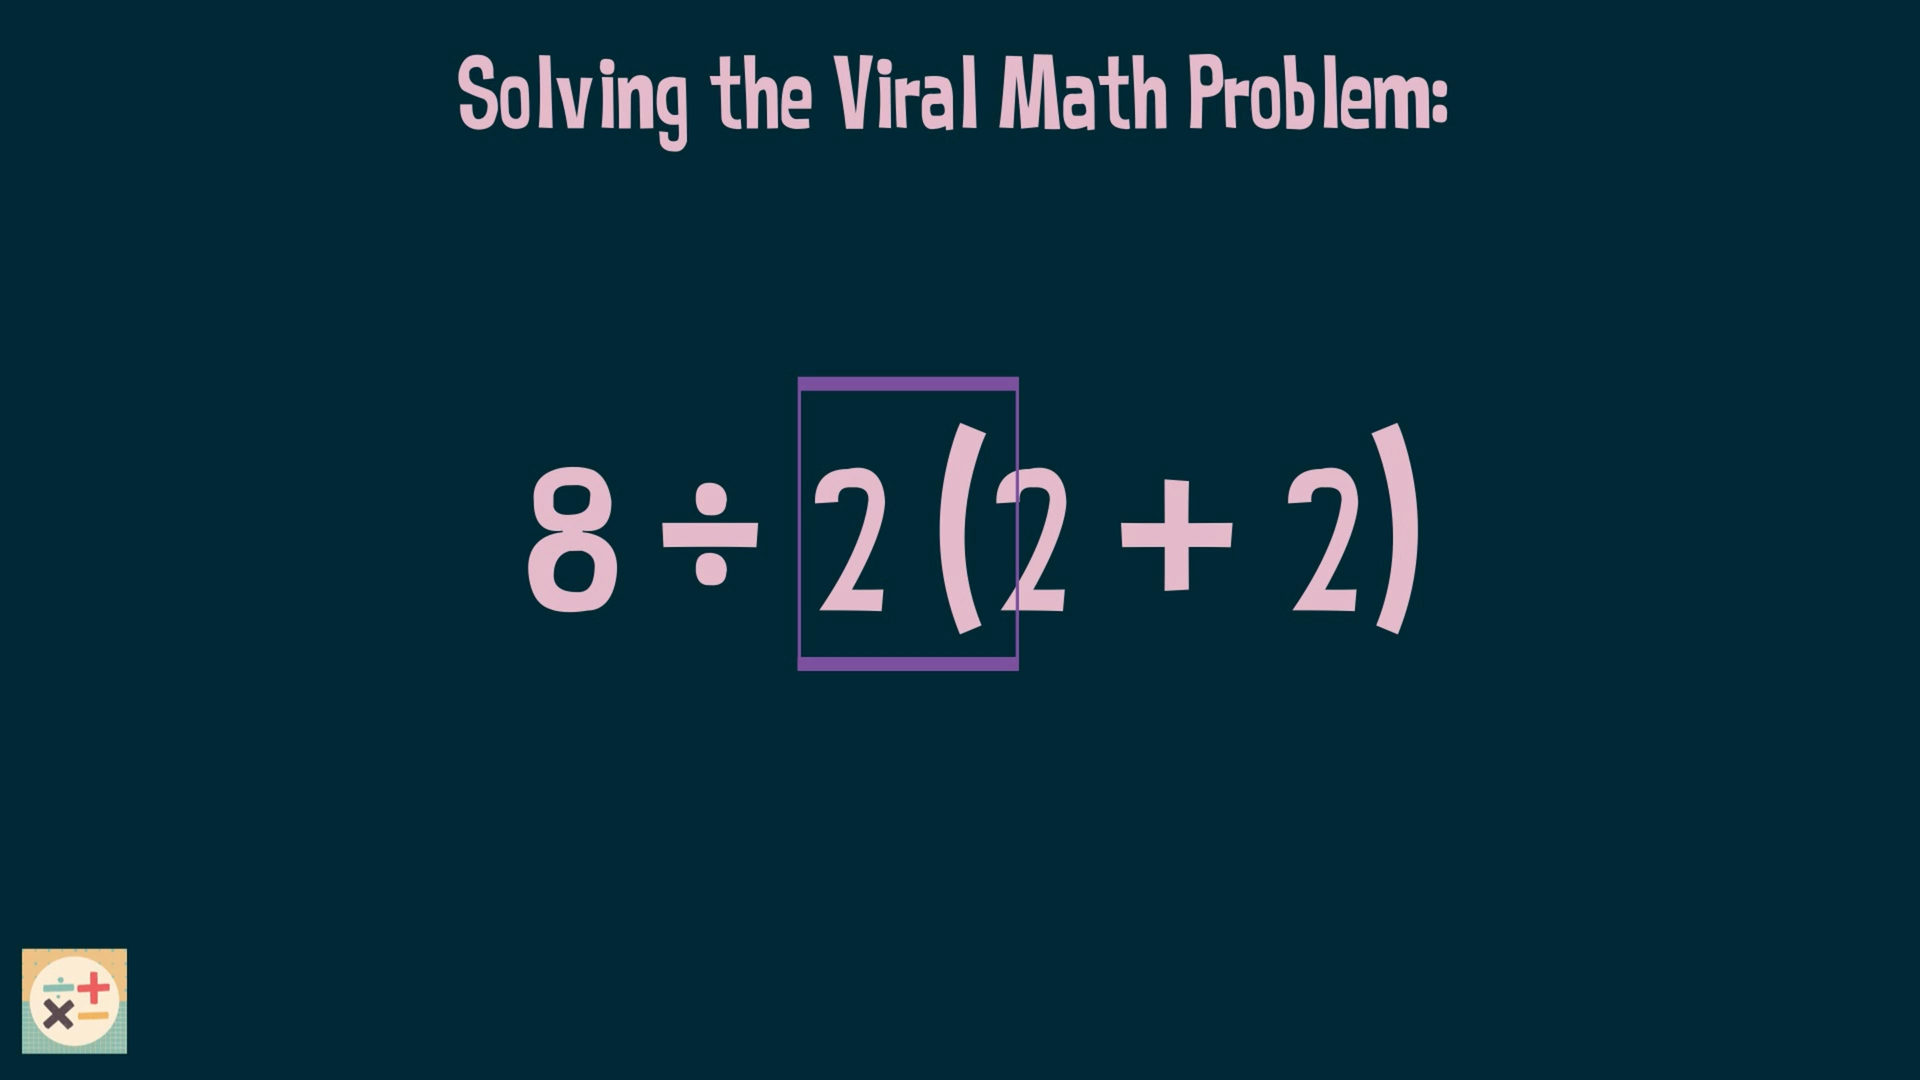 Solving the Viral Math Problem:
8 ÷ 2 (2 + 2)